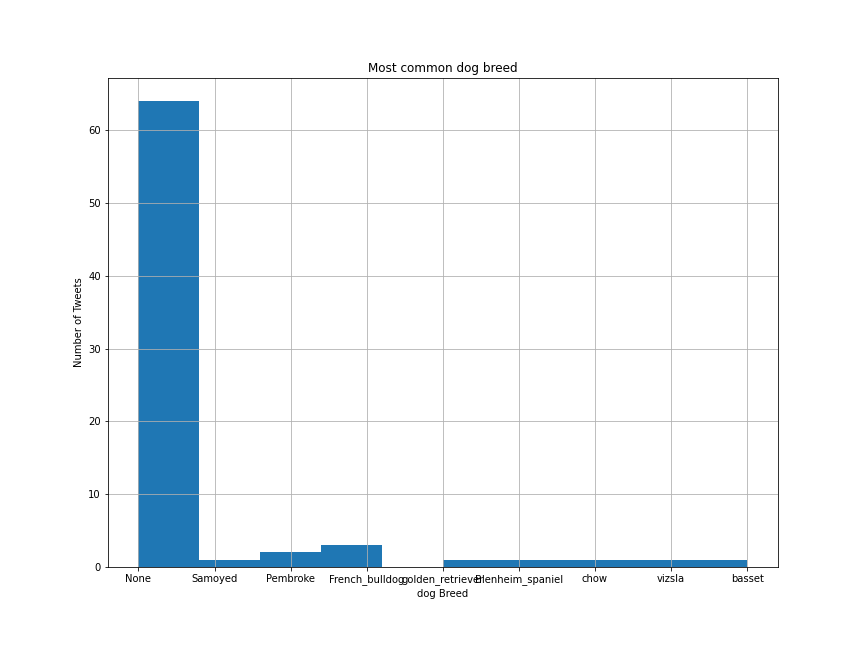 Most common dog breed
Number of Tweets
60
50
40
30
20
10
0
None Samoyed Pembroke French_bulldog golden_retriever Blenheim_spaniel chow vizsla basset
dog Breed